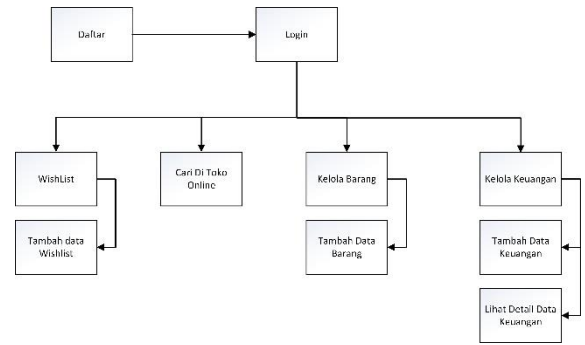 Daftar
Login
WishList
Cari Di Toko
Online
Kelola Barang
Kelola Keuangan
Tambah data
Wishlist
Tambah Data
Barang
Tambah Data
Keuangan
Lihat Detail Data
Keuangan